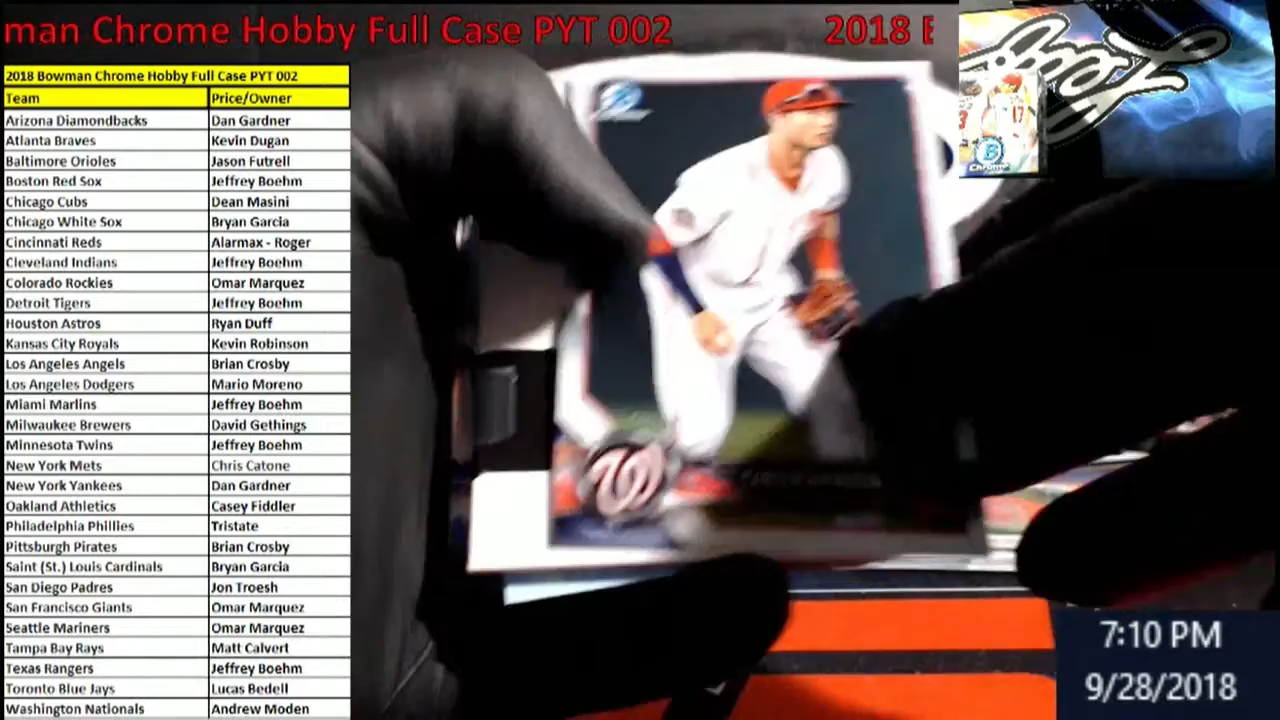 man Chrome Hobby Full Case PYT 002 2018 B
2018 Bowman Chrome Hobby Full Case PYT 002
Team Price/Owner
Arizona Diamondbacks Dan Gardner
Atlanta Braves Kevin Dugan
Baltimore Orioles Jason Futrell
Boston Red Sox Jeffrey Boehm
Chicago Cubs Dean Masini
Chicago White Sox Bryan Garcia
Cincinnati Reds Alarmax - Roger
Cleveland Indians Jeffrey Boehm
Colorado Rockies Omar Marquez
Detroit Tigers Jeffrey Boehm
Houston Astros Ryan Duff
Kansas City Royals Kevin Robinson
Los Angeles Angels Brian Crosby
Los Angeles Dodgers Mario Moreno
Miami Marlins Jeffrey Boehm
Milwaukee Brewers David Gethings
Minnesota Twins Jeffrey Boehm
New York Mets Chris Catone
New York Yankees Dan Gardner
Oakland Athletics Casey Fiddler
Philadelphia Phillies Tristate
Pittsburgh Pirates Brian Crosby
Saint (St.) Louis Cardinals Bryan Garcia
San Diego Padres Jon Troesh
San Francisco Giants Omar Marquez
Seattle Mariners Omar Marquez
Tampa Bay Rays Matt Calvert
Texas Rangers Jeffrey Boehm
Toronto Blue Jays Lucas Bedell
Washington Nationals Andrew Moden
W
17
B
Chrome
7:10 PM
9/28/2018